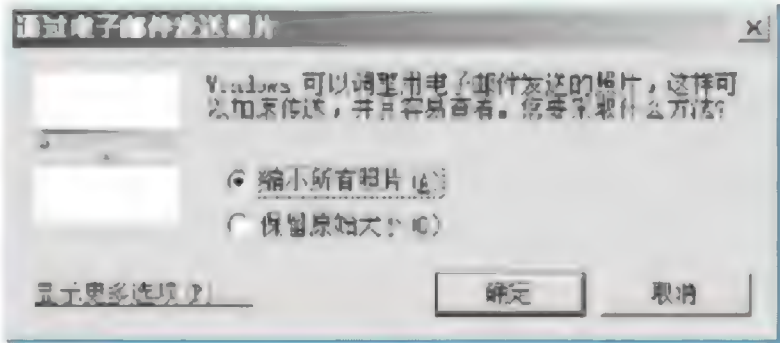 通过电子邮件发送照片
Windows 可以调整用电子邮件发送的照片，这样可
以加速传送，并且容易查看。您要采取什么方法?
缩小所有照片(A)
保留原始大小(O)
显示更多选项(P)
确定
取消